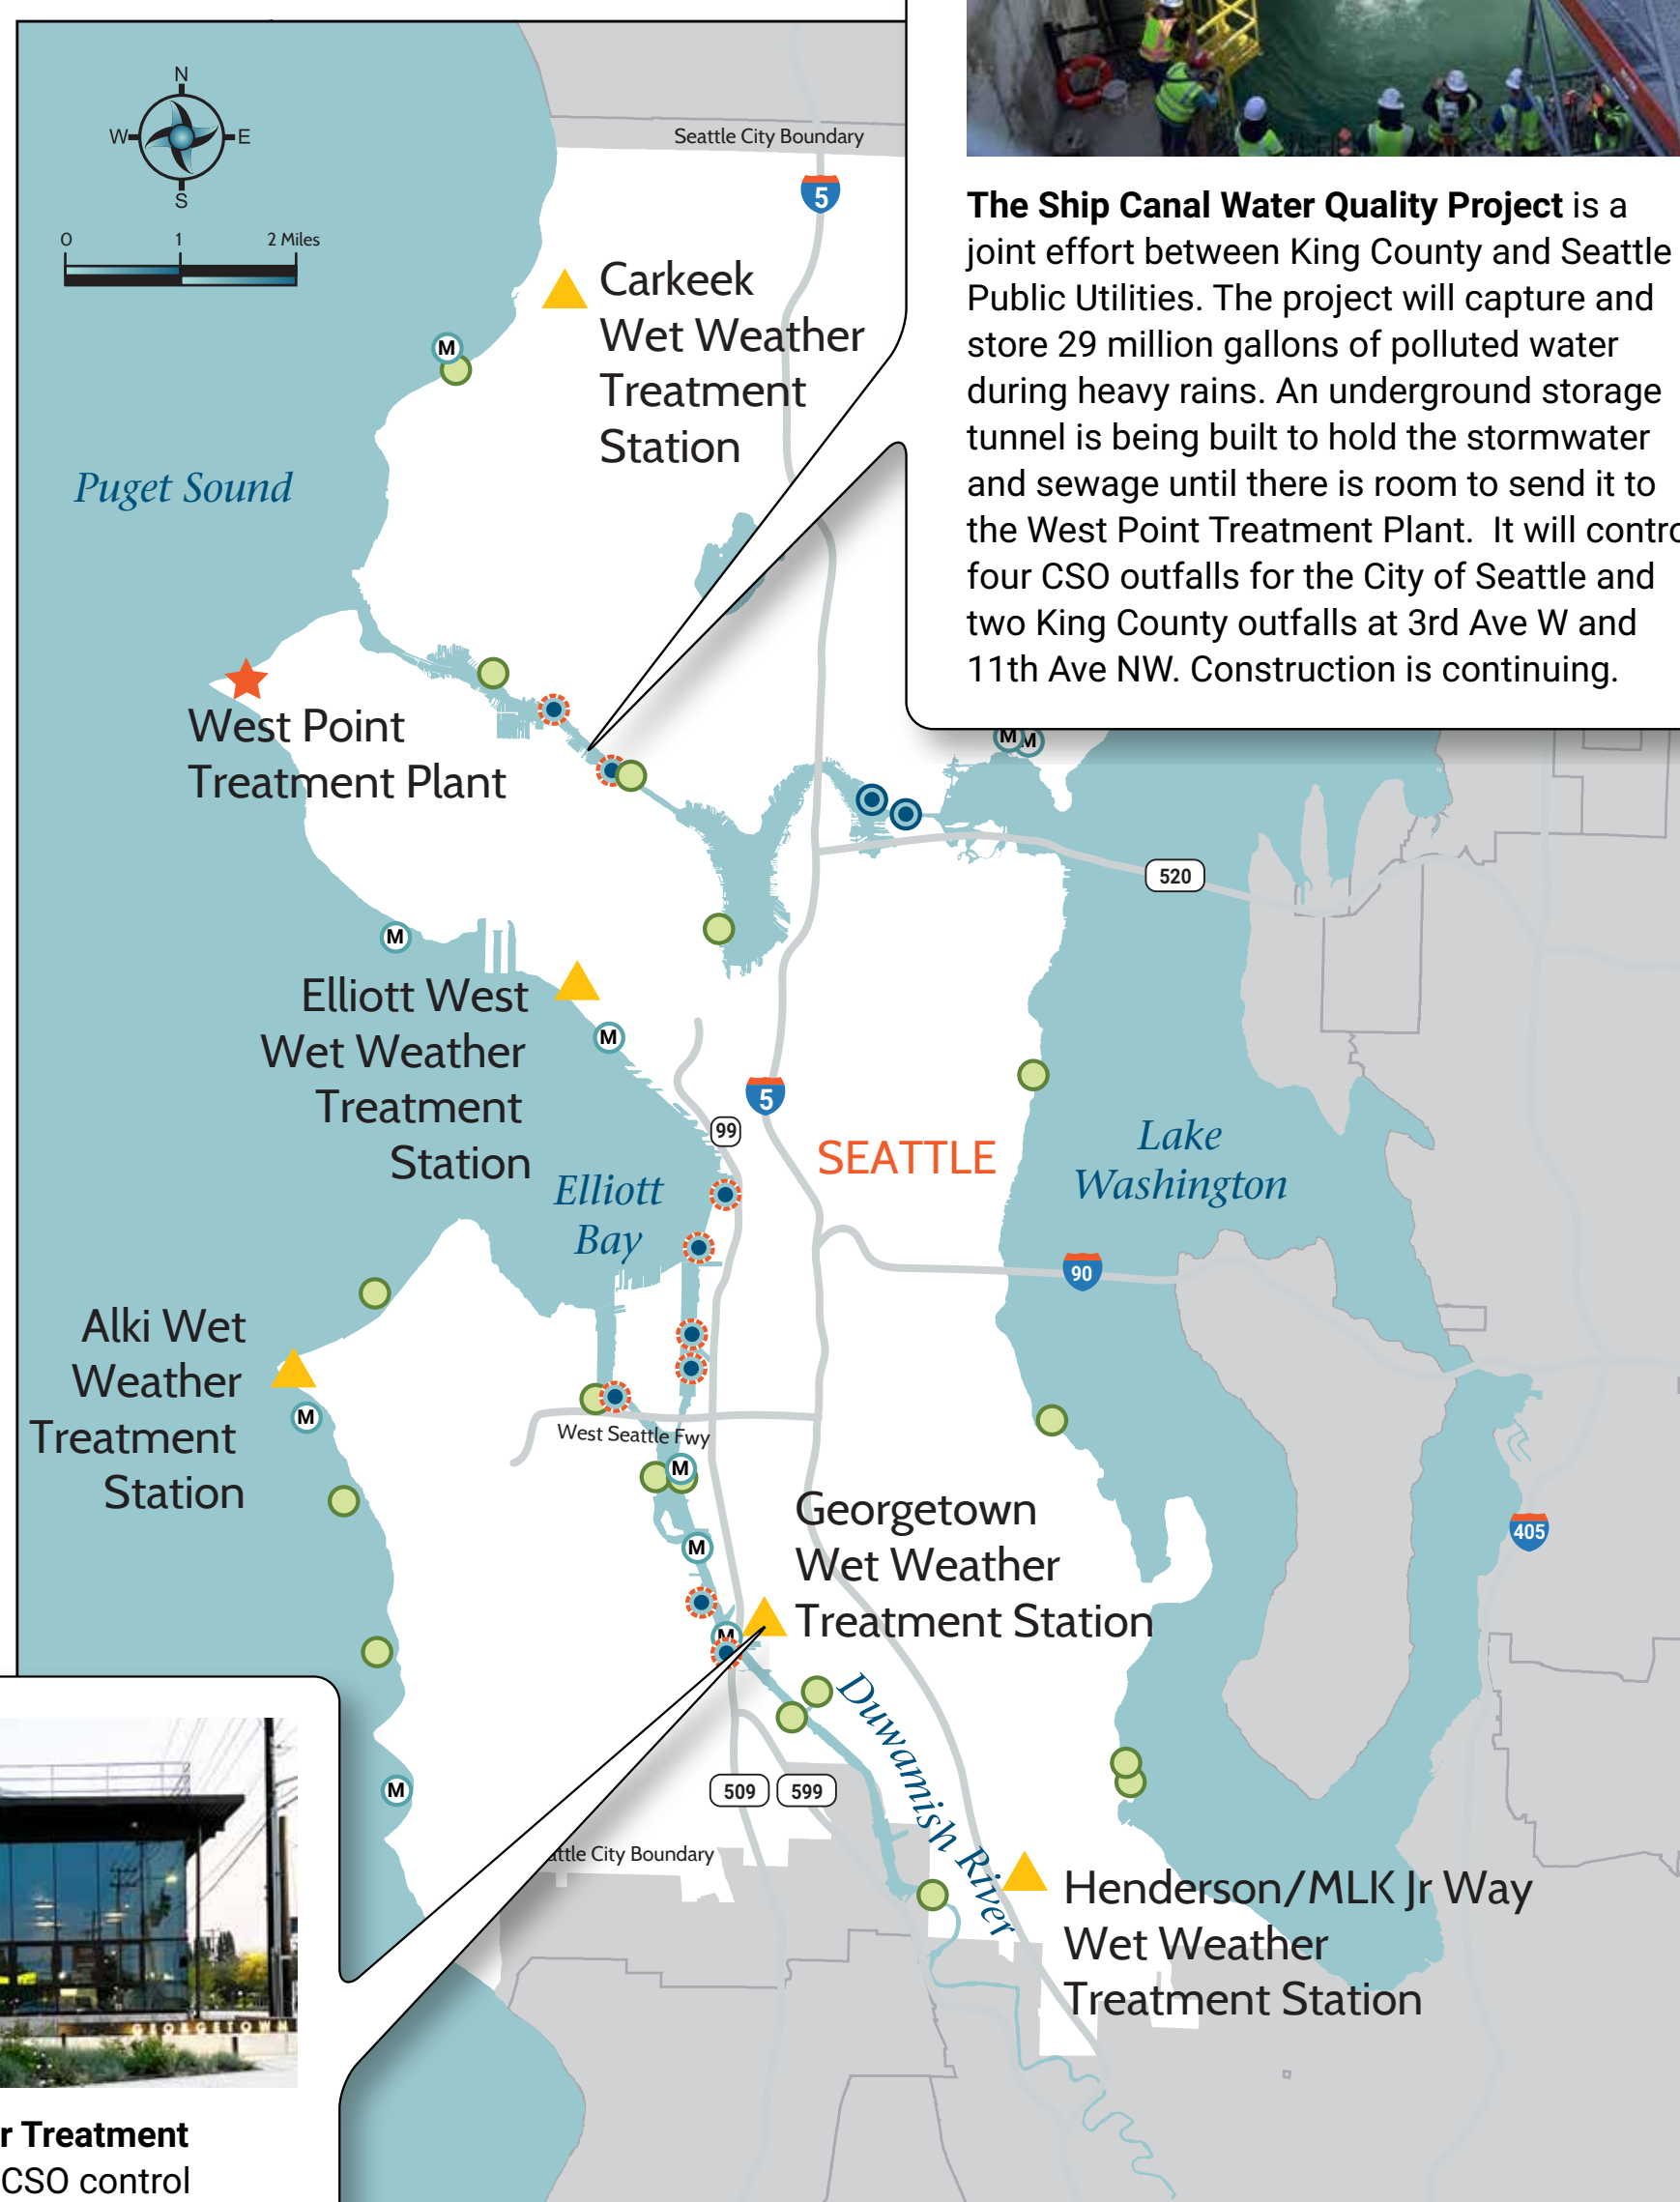 N
W
E
S
0 1 2 Miles
Seattle City Boundary
5
Carkeek
Wet Weather
Treatment
Station
M
Puget Sound
The Ship Canal Water Quality Project is a
joint effort between King County and Seattle
Public Utilities. The project will capture and
store 29 million gallons of polluted water
during heavy rains. An underground storage
tunnel is being built to hold the stormwater
and sewage until there is room to send it to
the West Point Treatment Plant. It will contro
four CSO outfalls for the City of Seattle and
two King County outfalls at 3rd Ave W and
11th Ave NW. Construction is continuing.
West Point
Treatment Plant
M
M
520
M
Elliott West
Wet Weather
Treatment
Station
M
5
99
SEATTLE
Lake
Washington
Elliott
Bay
90
Alki Wet
Weather
Treatment
Station
M
West Seattle Fwy
M
M
405
Georgetown
Wet Weather
Treatment Station
M
Duwamish River
M
509
599
attle City Boundary
Henderson/MLK Jr Way
Wet Weather
Treatment Station
GEORGETOWN
r Treatment
CSO control